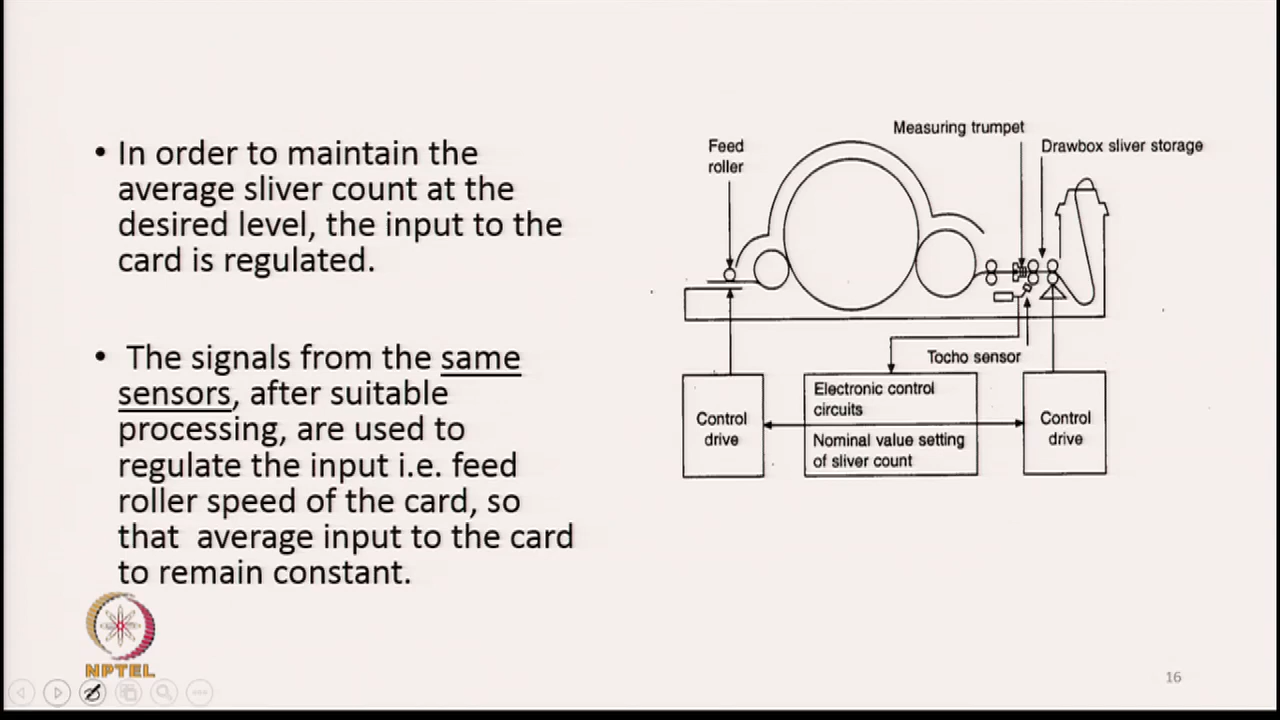 • In order to maintain the
average sliver count at the
desired level, the input to the
card is regulated.
• The signals from the same
sensors, after suitable
processing, are used to
regulate the input i.e. feed
roller speed of the card, so
that average input to the card
to remain constant.
Measuring trumpet
Feed
roller
Drawbox sliver storage
Tocho sensor
Control
drive
Electronic control
circuits
Nominal value setting
of sliver count
Control
drive
NPTEL
16